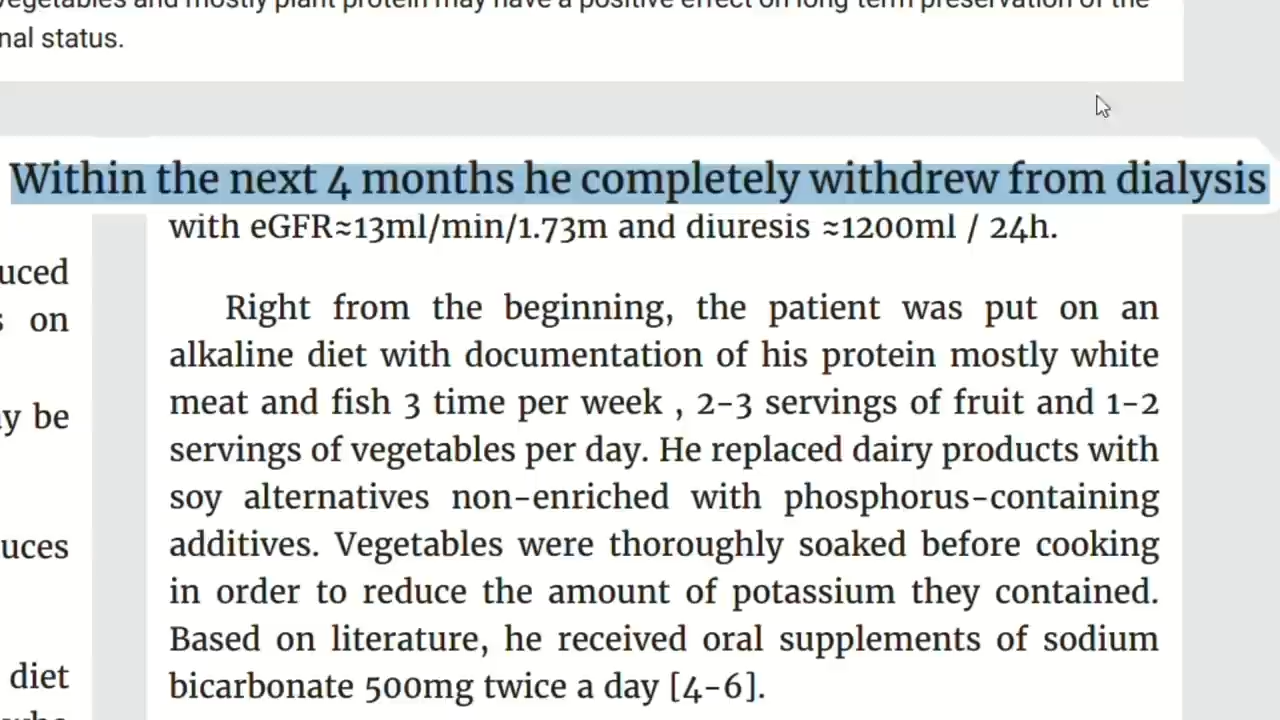 vegetables and mostly plant protein may have a positive effect on long term preservation of the
nal status.
Within the next 4 months he completely withdrew from dialysis
with eGFR≈13ml/min/1.73m and diuresis ≈1200ml / 24h.
Right from the beginning, the patient was put on an
alkaline diet with documentation of his protein mostly white
meat and fish 3 time per week , 2-3 servings of fruit and 1-2
servings of vegetables per day. He replaced dairy products with
soy alternatives non-enriched with phosphorus-containing
additives. Vegetables were thoroughly soaked before cooking
in order to reduce the amount of potassium they contained.
Based on literature, he received oral supplements of sodium
bicarbonate 500mg twice a day [4-6].
uced
on
y be
uces
diet